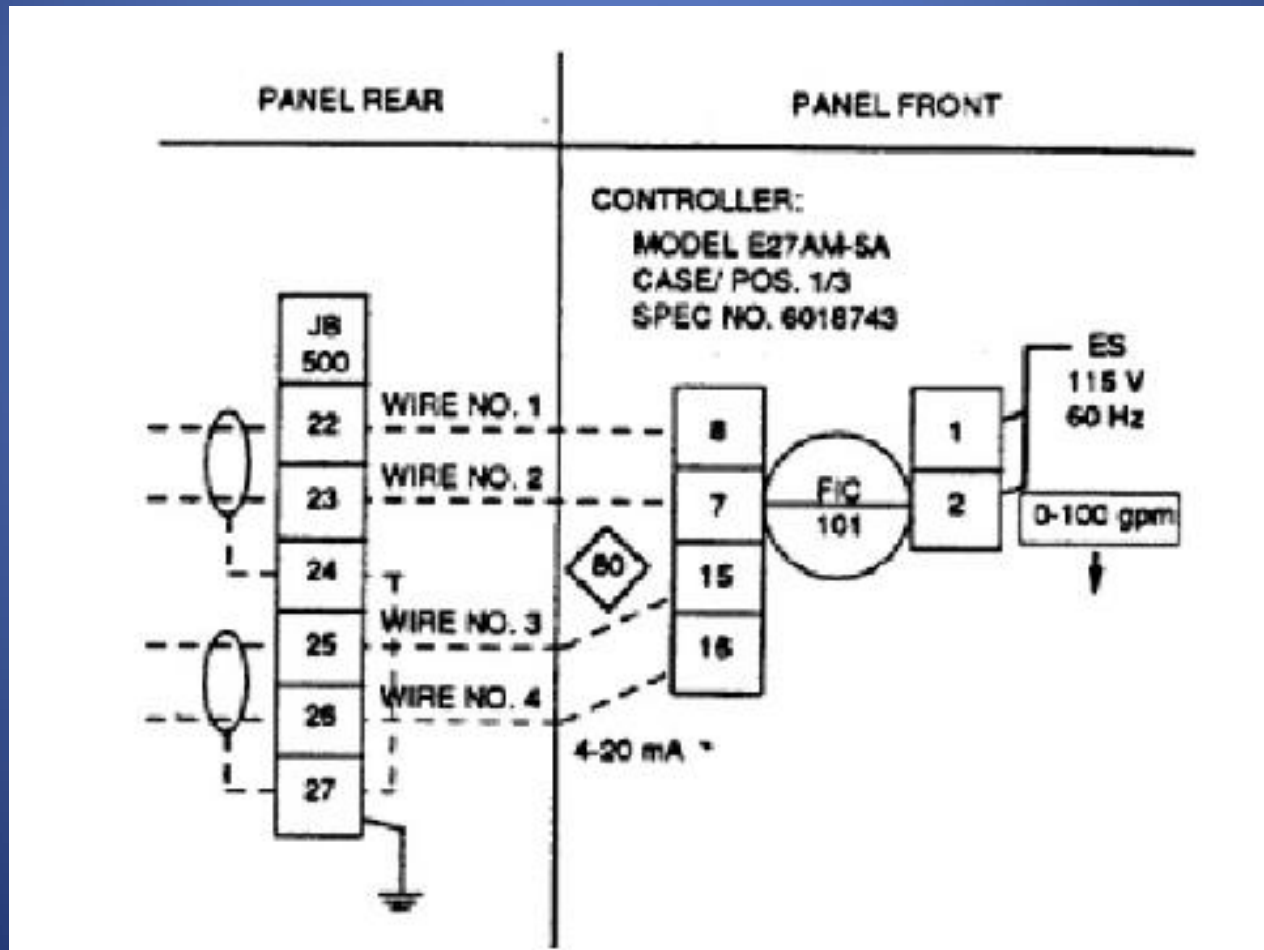 PANEL REAR
PANEL FRONT
CONTROLLER:
MODEL E27AM-5A
CASE/ POS. 1/3
SPEC NO. 6018743
JB
500
22
23
24
25
26
27
WIRE NO. 1
WIRE NO. 2
WIRE NO. 3
WIRE NO. 4
80
4-20 mA
8
7
15
16
FIC
101
1
2
ES
115 V
60 Hz
0-100 gpm